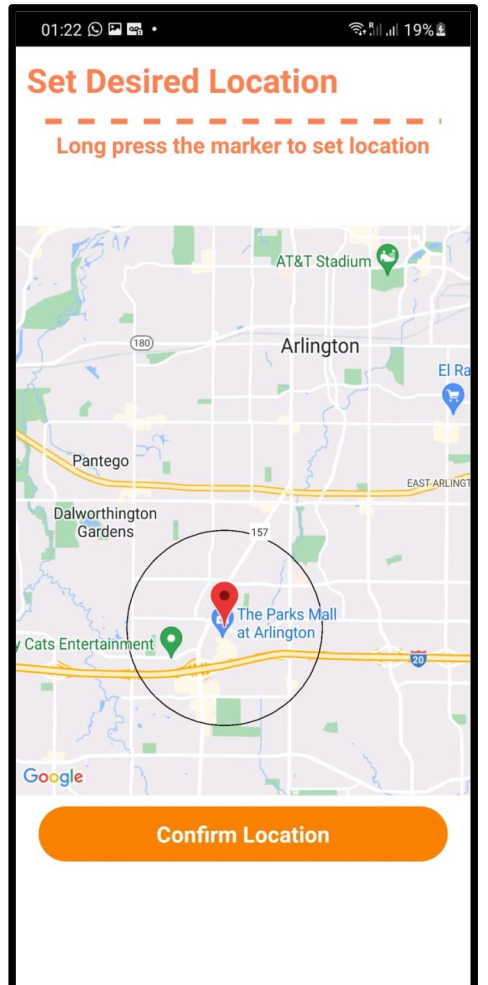 01:22
R
19%
Set Desired Location
Long press the marker to set location
AT&T Stadium
180
Arlington
El Ra
Pantego
EAST ARLINGT
Dalworthington
Gardens
157
The Parks Mall
at Arlington
y Cats Entertainment
20
Google
Confirm Location